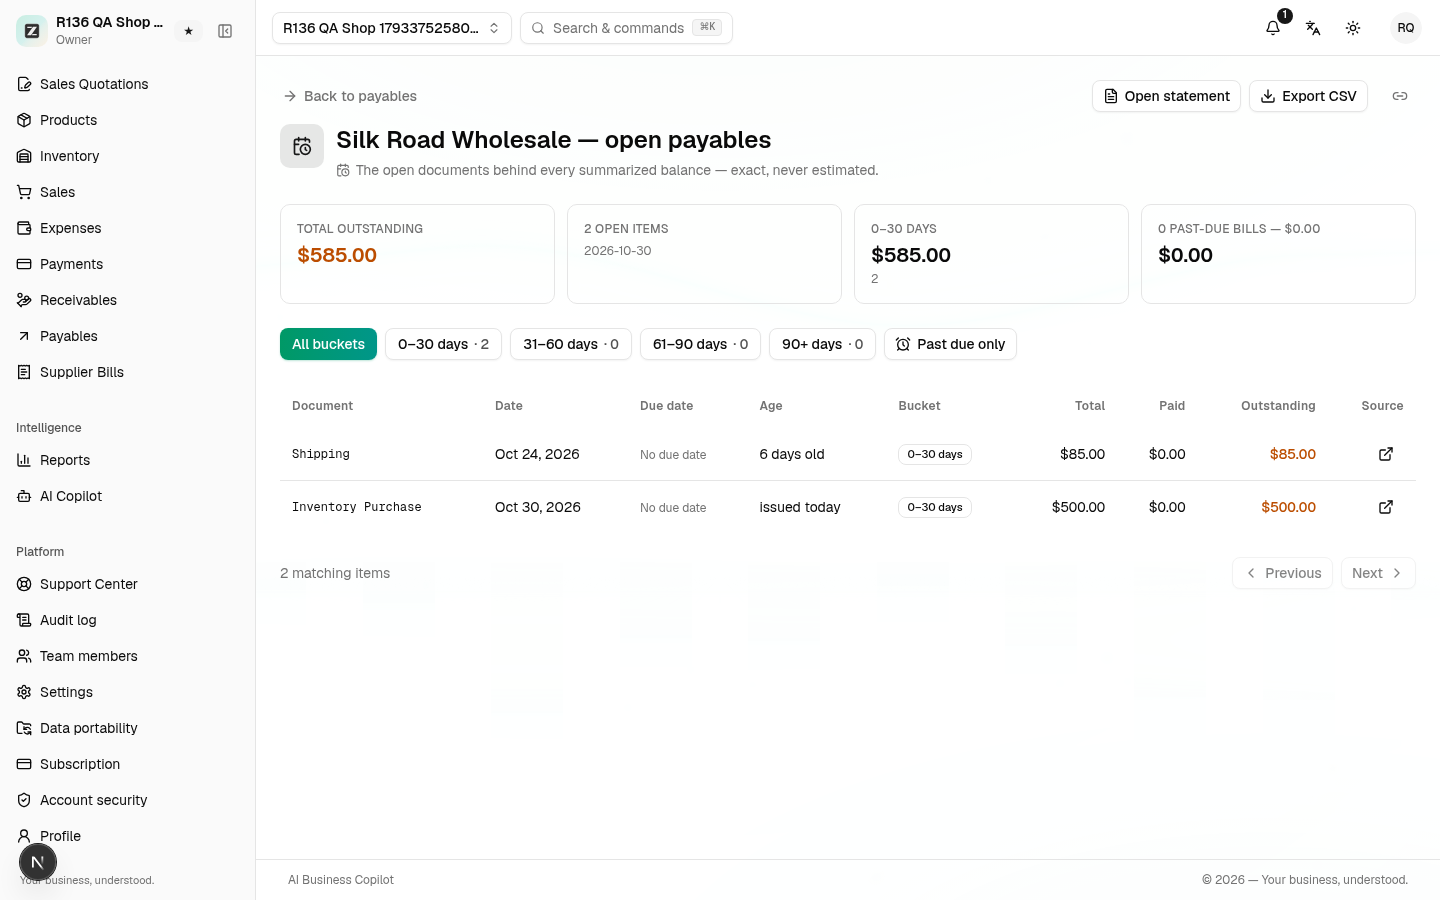 R136 QA Shop ...
Owner
★
R136 QA Shop 17933752580...
Search & commands ⌘K
1
RQ
Sales Quotations
Products
Inventory
Sales
Expenses
Payments
Receivables
Payables
Supplier Bills
Intelligence
Reports
AI Copilot
Platform
Support Center
Audit log
Team members
Settings
Data portability
Subscription
Account security
Profile
N
Your business, understood.
Back to payables
Open statement
Export CSV
Silk Road Wholesale — open payables
The open documents behind every summarized balance — exact, never estimated.
TOTAL OUTSTANDING
$585.00
2 OPEN ITEMS
2026-10-30
0–30 DAYS
$585.00
2
0 PAST-DUE BILLS — $0.00
$0.00
All buckets
0–30 days · 2
31–60 days · 0
61–90 days · 0
90+ days · 0
Past due only
Document Date Due date Age Bucket Total Paid Outstanding Source
Shipping Oct 24, 2026 No due date 6 days old 0–30 days $85.00 $0.00 $85.00
Inventory Purchase Oct 30, 2026 No due date issued today 0–30 days $500.00 $0.00 $500.00
2 matching items
Previous
Next
AI Business Copilot
© 2026 — Your business, understood.